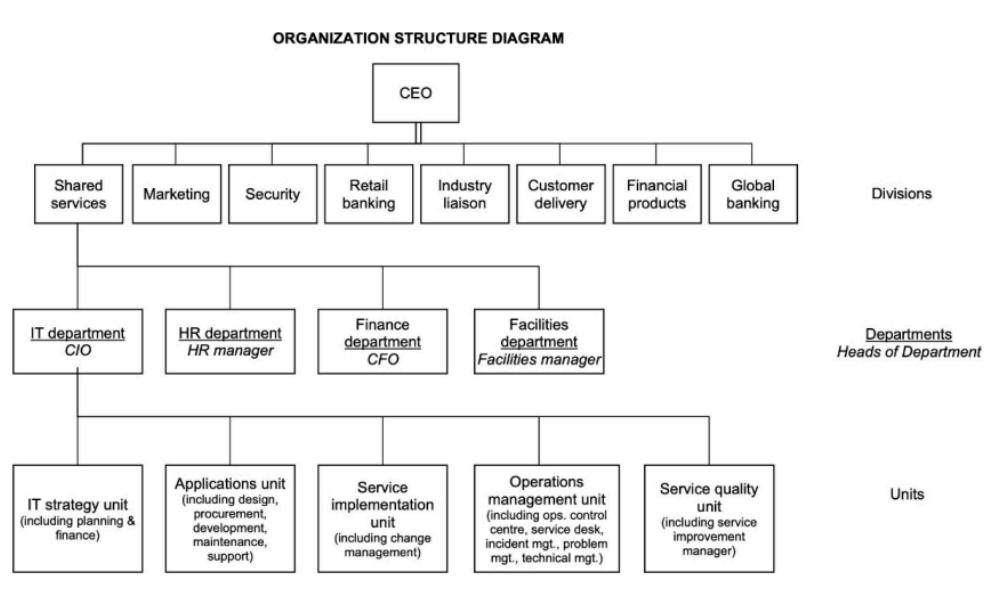 ORGANIZATION STRUCTURE DIAGRAM
CEO
Shared
services
Marketing
Security
Retail
banking
Industry
liaison
Customer
delivery
Financial
products
Global
banking
Divisions
IT department
CIO
HR department
HR manager
Finance
department
CFO
Facilities
department
Facilities manager
Departments
Heads of Department
IT strategy unit
(including planning &
finance)
Applications unit
(including design,
procurement,
development,
maintenance,
support)
Service
implementation
unit
(including change
management)
Operations
management unit
(including ops. control
centre, service desk,
incident mgt., problem
mgt., technical mgt.)
Service quality
unit
(including service
improvement
manager)
Units